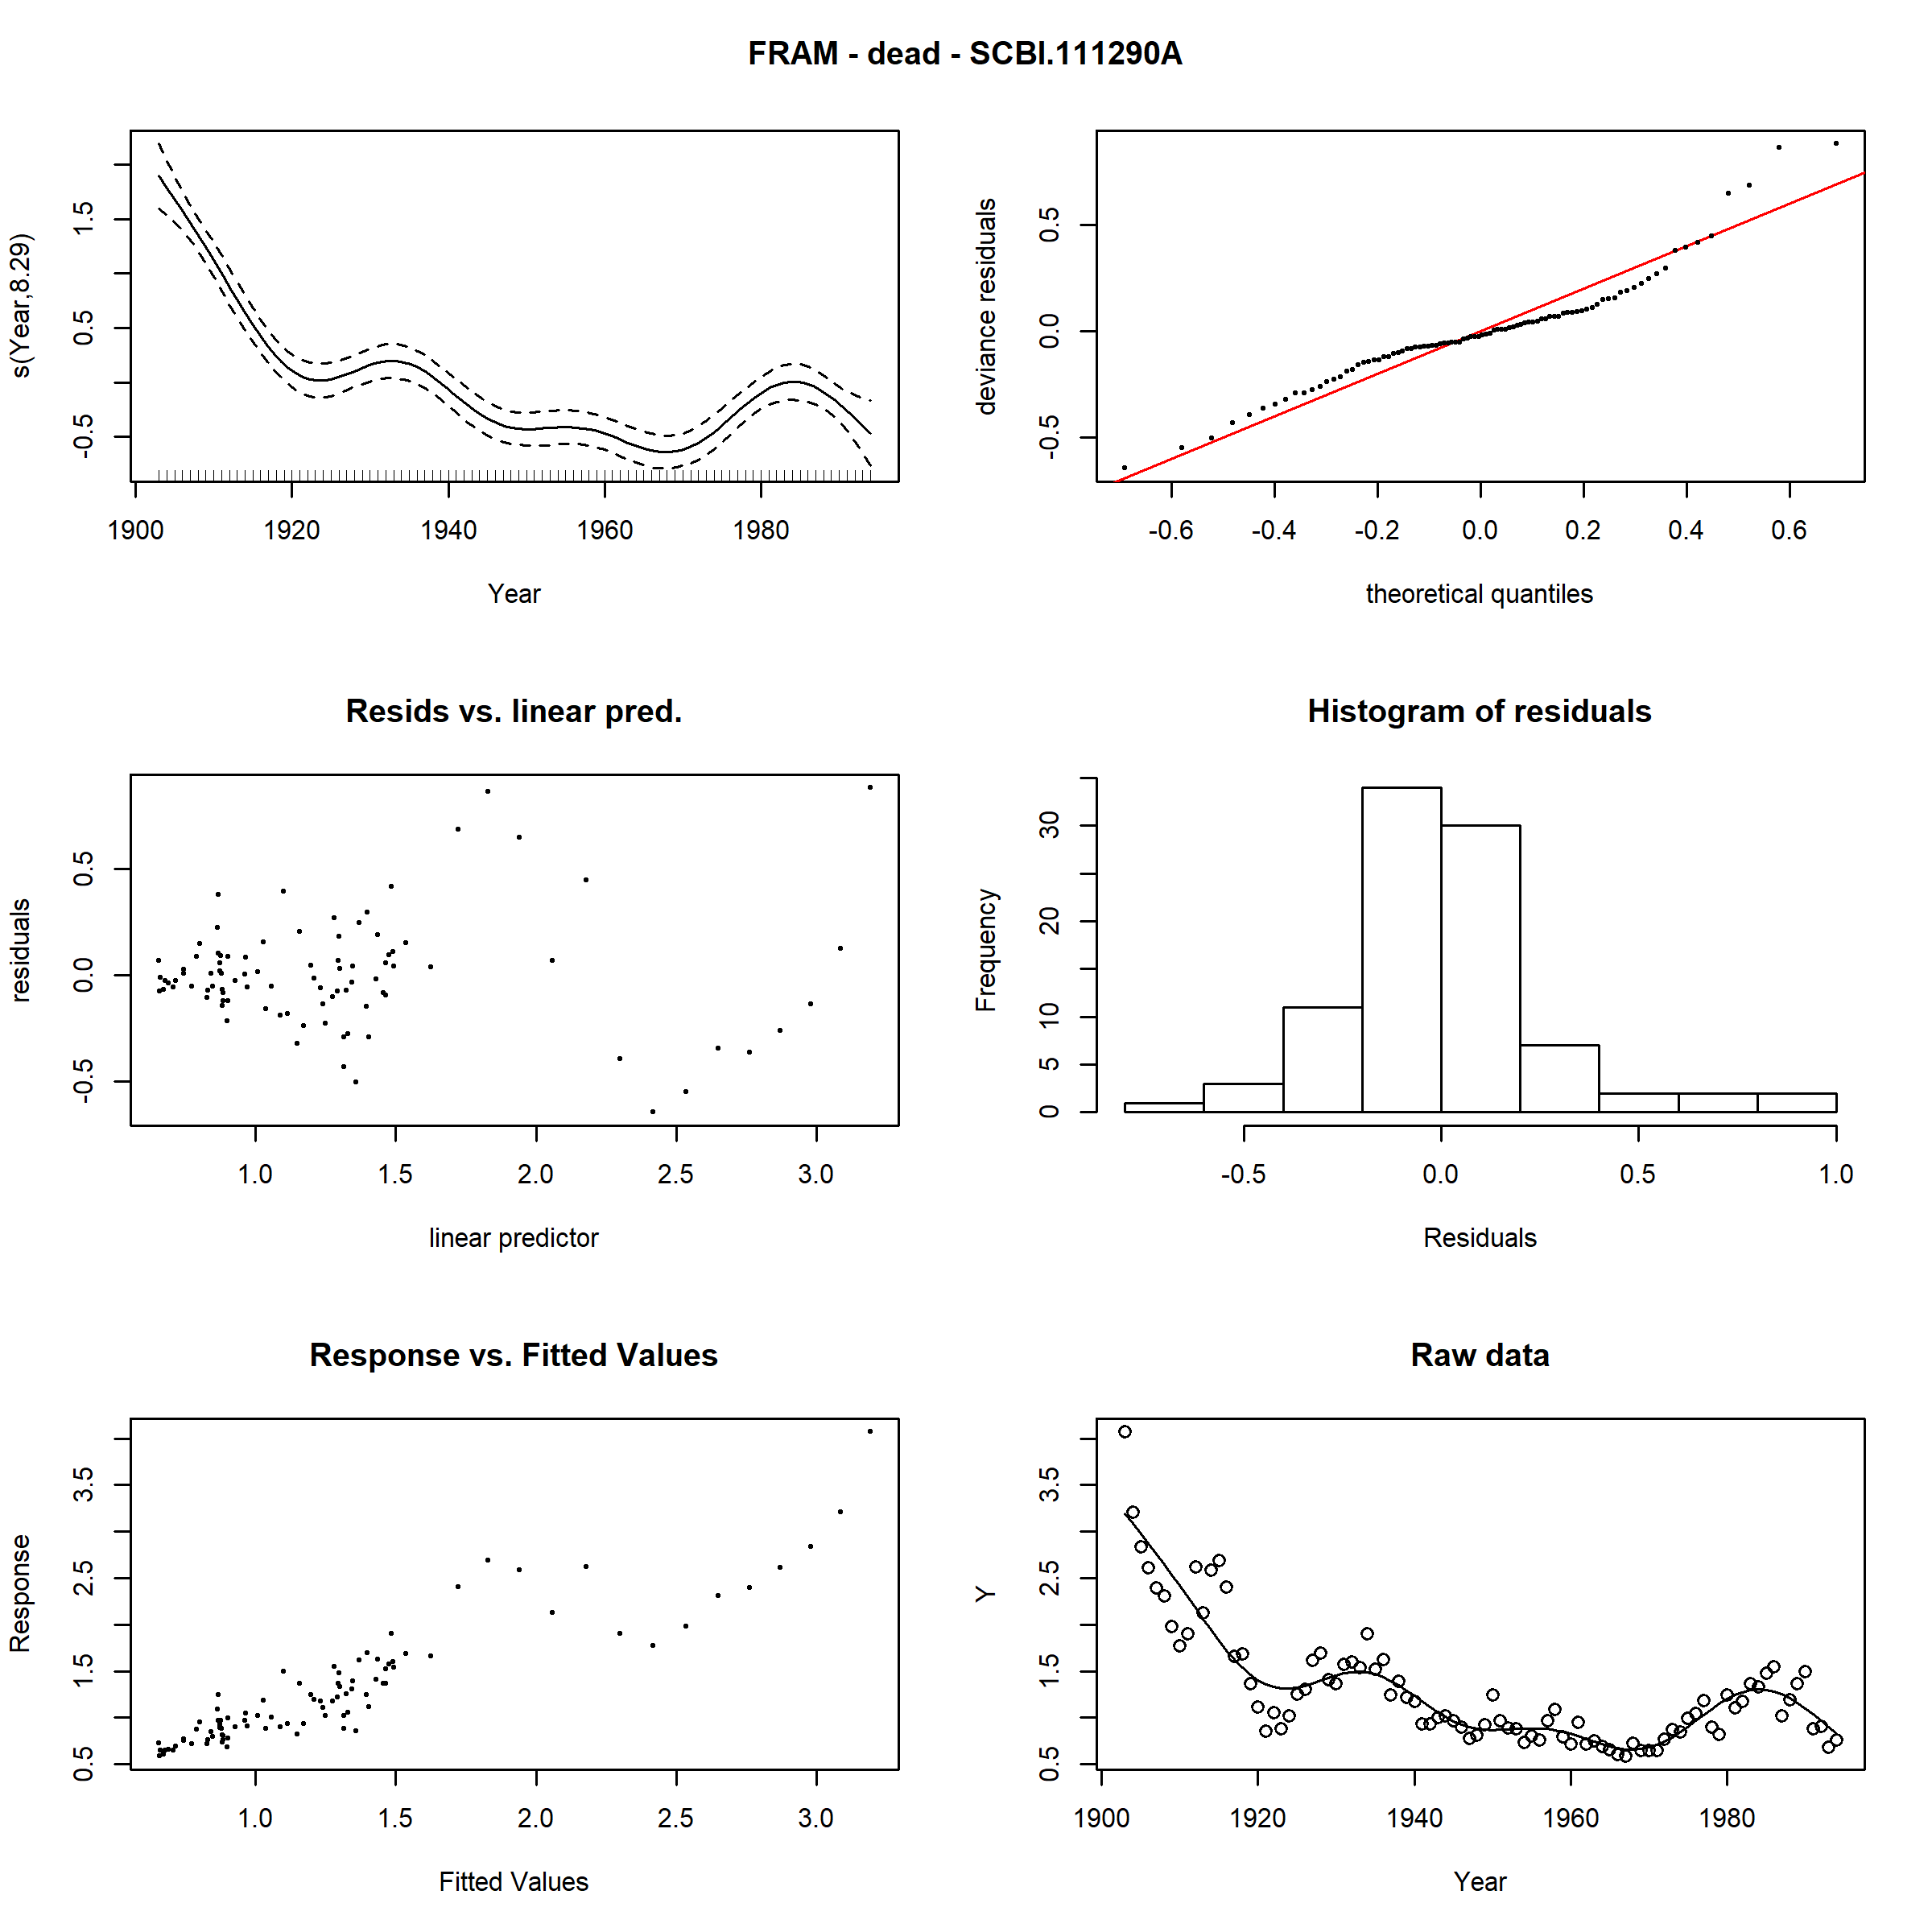 FRAM - dead - SCBI.111290A
s(Year,8.29)
-0.5 0.5 1.5
1900 1920 1940 1960 1980
Year
deviance residuals
-0.5 0.0 0.5
-0.6 -0.4 -0.2 0.0 0.2 0.4 0.6
theoretical quantiles
Resids vs. linear pred.
residuals
-0.5 0.0 0.5
1.0 1.5 2.0 2.5 3.0
linear predictor
Histogram of residuals
Frequency
0 5 10 20 30
-0.5 0.0 0.5 1.0
Residuals
Response vs. Fitted Values
Response
0.5 1.5 2.5 3.5
1.0 1.5 2.0 2.5 3.0
Fitted Values
Raw data
Y
0.5 1.5 2.5 3.5
1900 1920 1940 1960 1980
Year